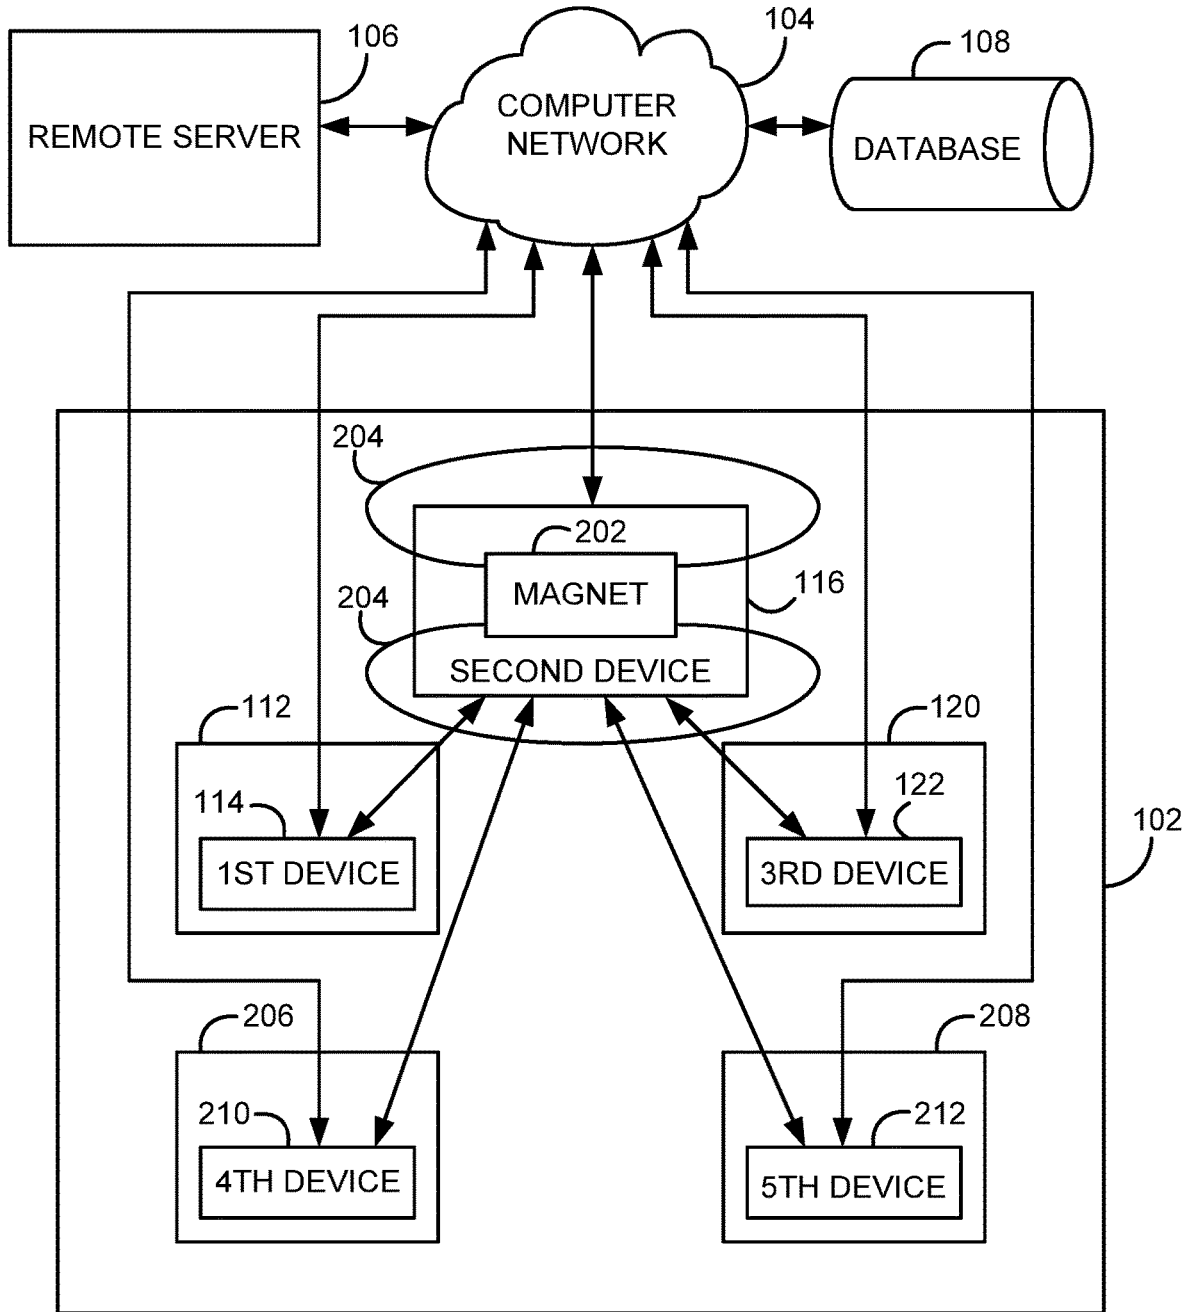 106
104
108
REMOTE SERVER
COMPUTER
NETWORK
DATABASE
204
202
MAGNET
116
204
SECOND DEVICE
112
120
114
122
102
1ST DEVICE
3RD DEVICE
206
208
210
212
4TH DEVICE
5TH DEVICE